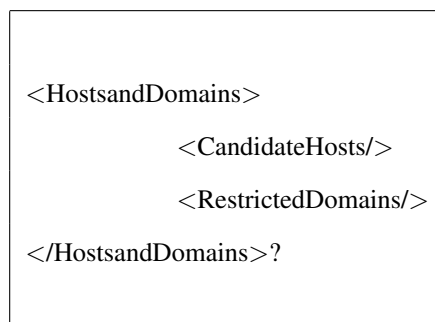 <HostsandDomains>
<CandidateHosts/>
<RestrictedDomains/>
</HostsandDomains>?